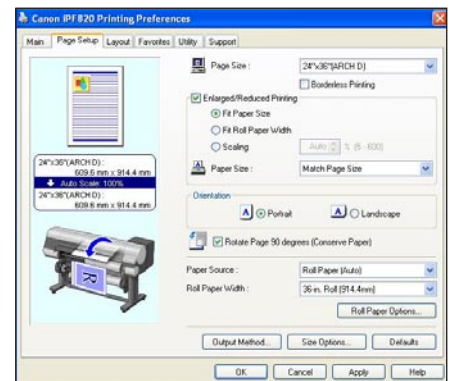 Canon IPF820 Printing Preferences
Main Page Setup Layout Favorites Utility Support
Page Size : 24"x36"(ARCH D)
Borderless Printing
Enlarged/Reduced Printing
Fit Paper Size
Fit Roll Paper Width
Scaling Auto % (5 - 600)
Paper Size : Match Page Size
24"x36"(ARCH D) :
609.6 mm x 914.4 mm
Auto Scale: 100%
24"x36"(ARCH D) :
609.6 mm x 914.4 mm
Orientation
A Portrait A Landscape
Rotate Page 90 degrees (Conserve Paper)
R
Paper Source : Roll Paper (Auto)
Roll Paper Width : 36-in. Roll (914.4mm)
Roll Paper Options...
Output Method... Size Options... Defaults
OK Cancel Apply Help